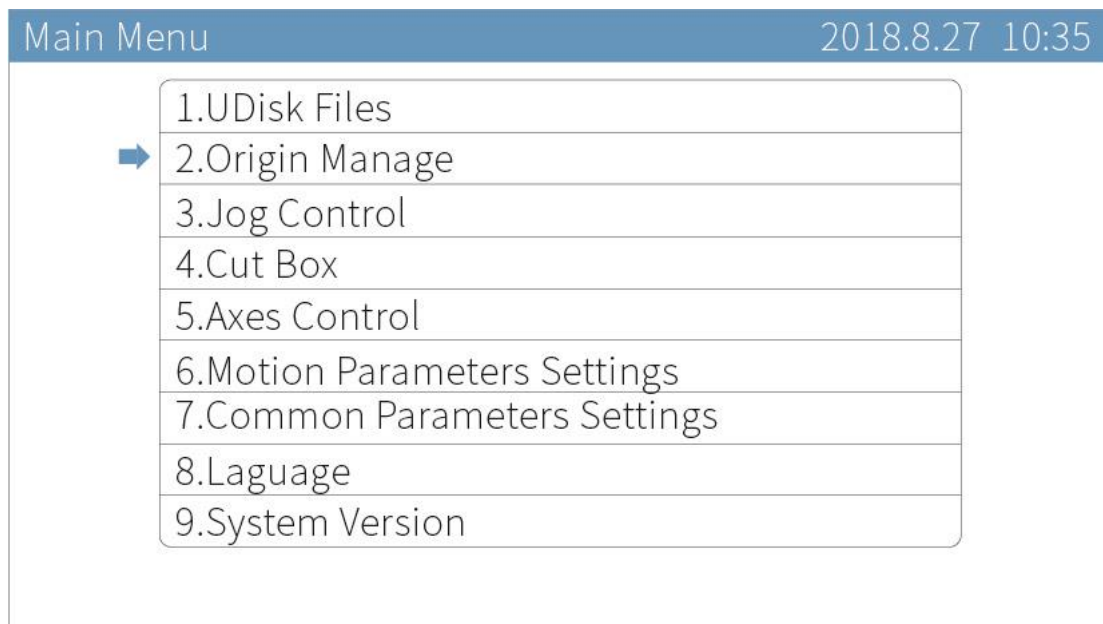 Main Menu 2018.8.27 10:35
1.UDisk Files
2.Origin Manage
3.Jog Control
4.Cut Box
5.Axes Control
6.Motion Parameters Settings
7.Common Parameters Settings
8.Laguage
9.System Version